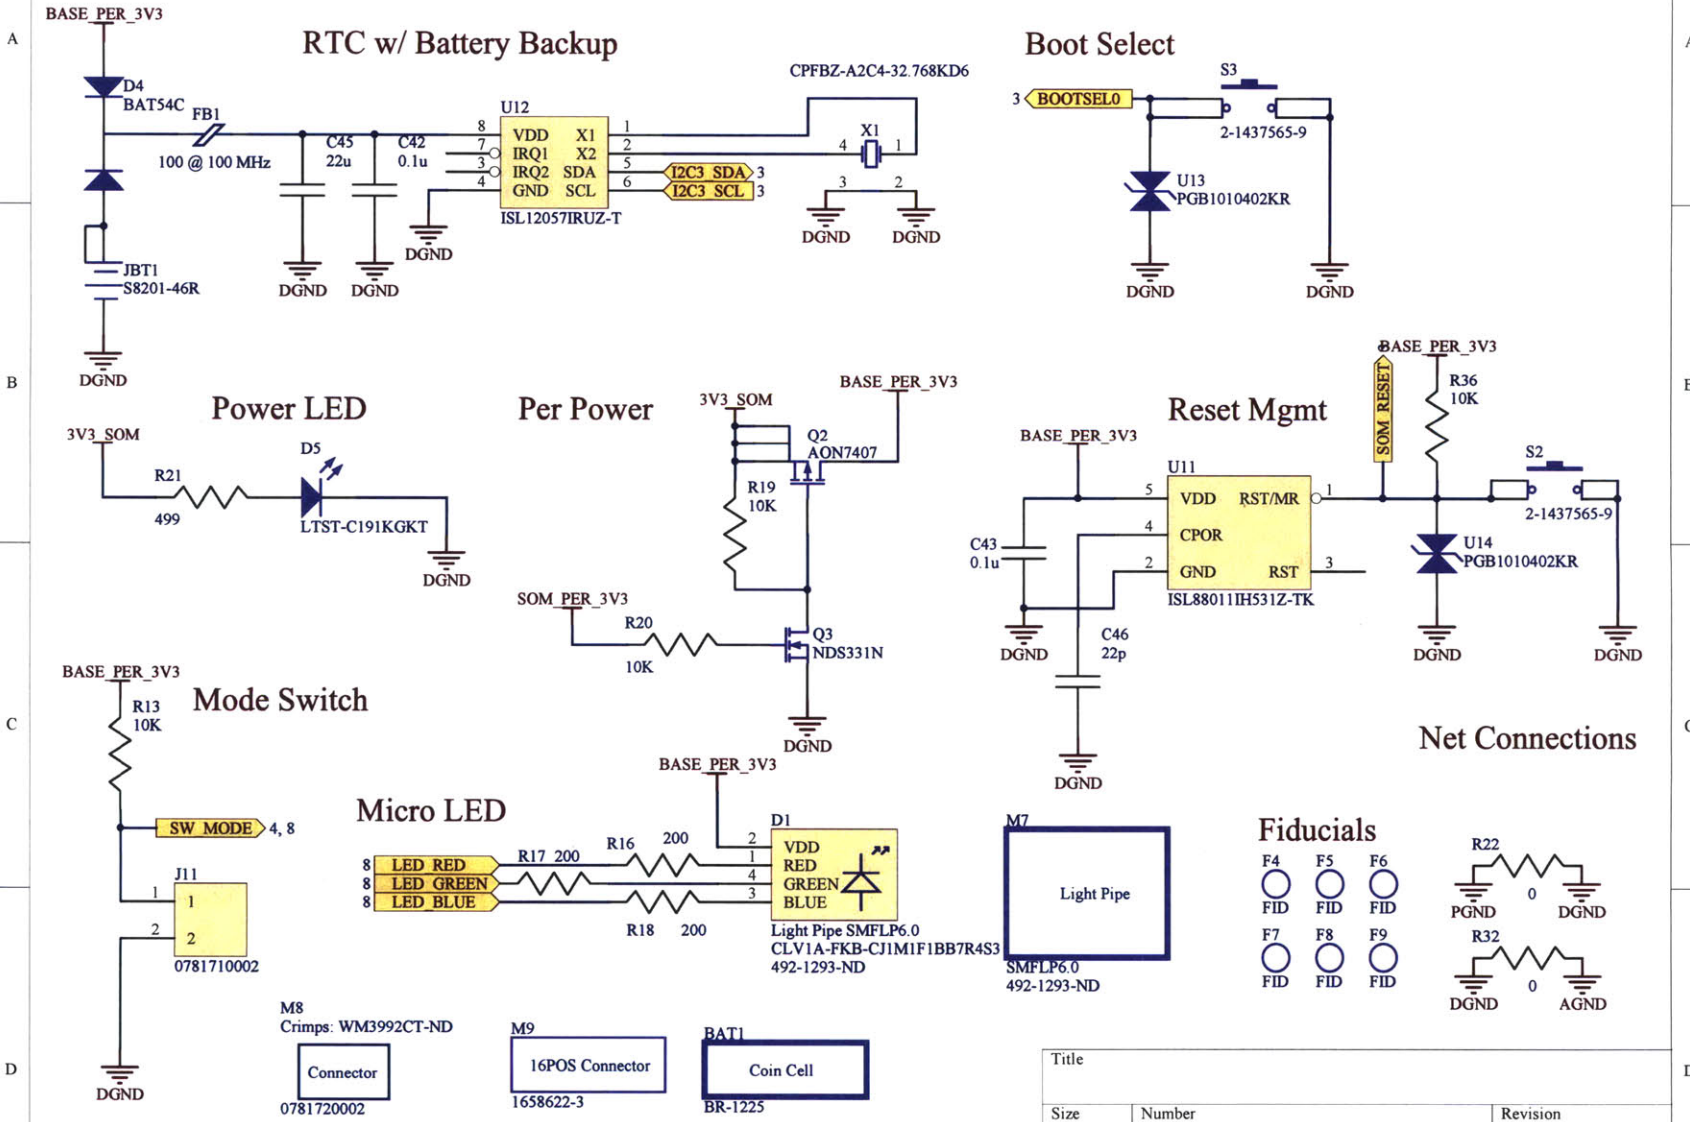 A
BASE_PER_3V3
RTC w/ Battery Backup
D4
BAT54C
FB1
100 @ 100 MHz
C45
22u
C42
0.1u
U12
8 VDD X1 1
7 IRQ1 X2 2
3 IRQ2 SDA 5
4 GND SCL 6
ISL12057IRUZ-T
I2C3_SDA 3
I2C3_SCL 3
CPFBZ-A2C4-32.768KD6
X1
4 1
3 2
DGND
DGND
DGND
DGND
DGND
JBT1
S8201-46R
DGND
Boot Select
3 BOOTSEL0
S3
2-1437565-9
U13
PGB1010402KR
DGND
DGND
B
Power LED
3V3_SOM
R21
499
D5
LTST-C191KGKT
DGND
Per Power
3V3_SOM
BASE_PER_3V3
Q2
AON7407
R19
10K
SOM_PER_3V3
R20
10K
Q3
NDS331N
DGND
Reset Mgmt
BASE_PER_3V3
U11
5 VDD RST/MR 1
4 CPOR
2 GND RST 3
ISL88011IH531Z-TK
C43
0.1u
DGND
C46
22p
DGND
SOM_RESET
BASE_PER_3V3
R36
10K
S2
2-1437565-9
U14
PGB1010402KR
DGND
DGND
C
BASE_PER_3V3
Mode Switch
R13
10K
SW_MODE 4, 8
J11
1 1
2 2
0781710002
DGND
Micro LED
BASE_PER_3V3
8 LED_RED
8 LED_GREEN
8 LED_BLUE
R17 200
R16 200
R18 200
D1
2 VDD
1 RED
4 GREEN
3 BLUE
Light Pipe SMFLP6.0
CLV1A-FKB-CJ1M1F1BB7R4S3
492-1293-ND
M7
Light Pipe
SMFLP6.0
492-1293-ND
Fiducials
F4 F5 F6
FID FID FID
F7 F8 F9
FID FID FID
Net Connections
R22
0
PGND DGND
R32
0
DGND AGND
D
M8
Crimps: WM3992CT-ND
Connector
0781720002
M9
16POS Connector
1658622-3
BAT1
Coin Cell
BR-1225
Title
Size Number Revision